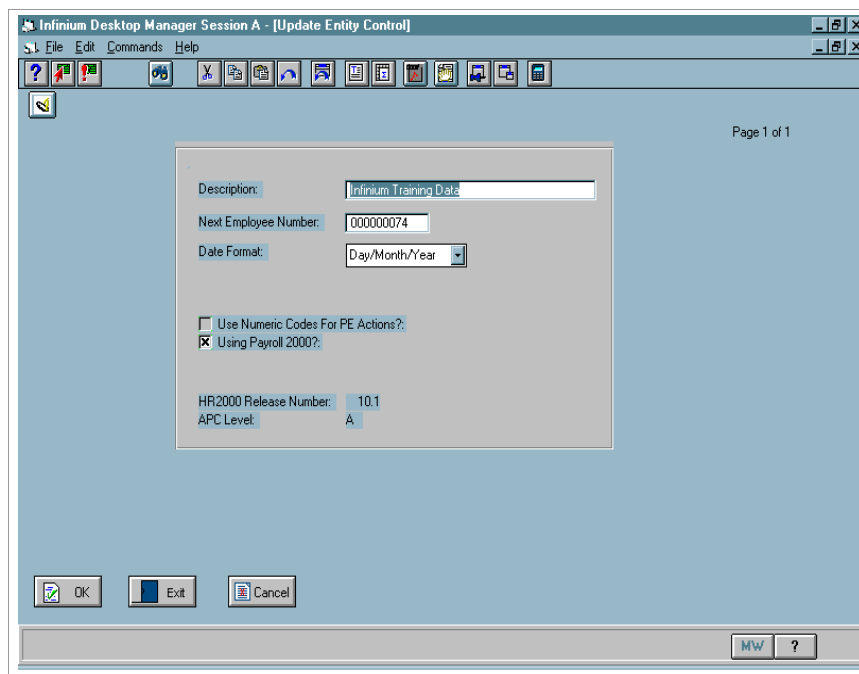 Infinium Desktop Manager Session A - [Update Entity Control]
File Edit Commands Help
Page 1 of 1
Description: Infinium Training Data
Next Employee Number: 000000074
Date Format: Day/Month/Year
Use Numeric Codes For PE Actions?:
Using Payroll 2000?:
HR2000 Release Number: 10.1
APC Level: A
OK Exit Cancel
MW ?